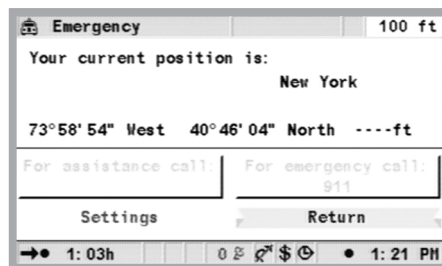 Emergency 100 ft
Your current position is:
New York
73°58'54" West 40°46'04" North ----ft
For assistance call: For emergency call:
911
Settings Return
1:03h 0 $ 1:21 PM